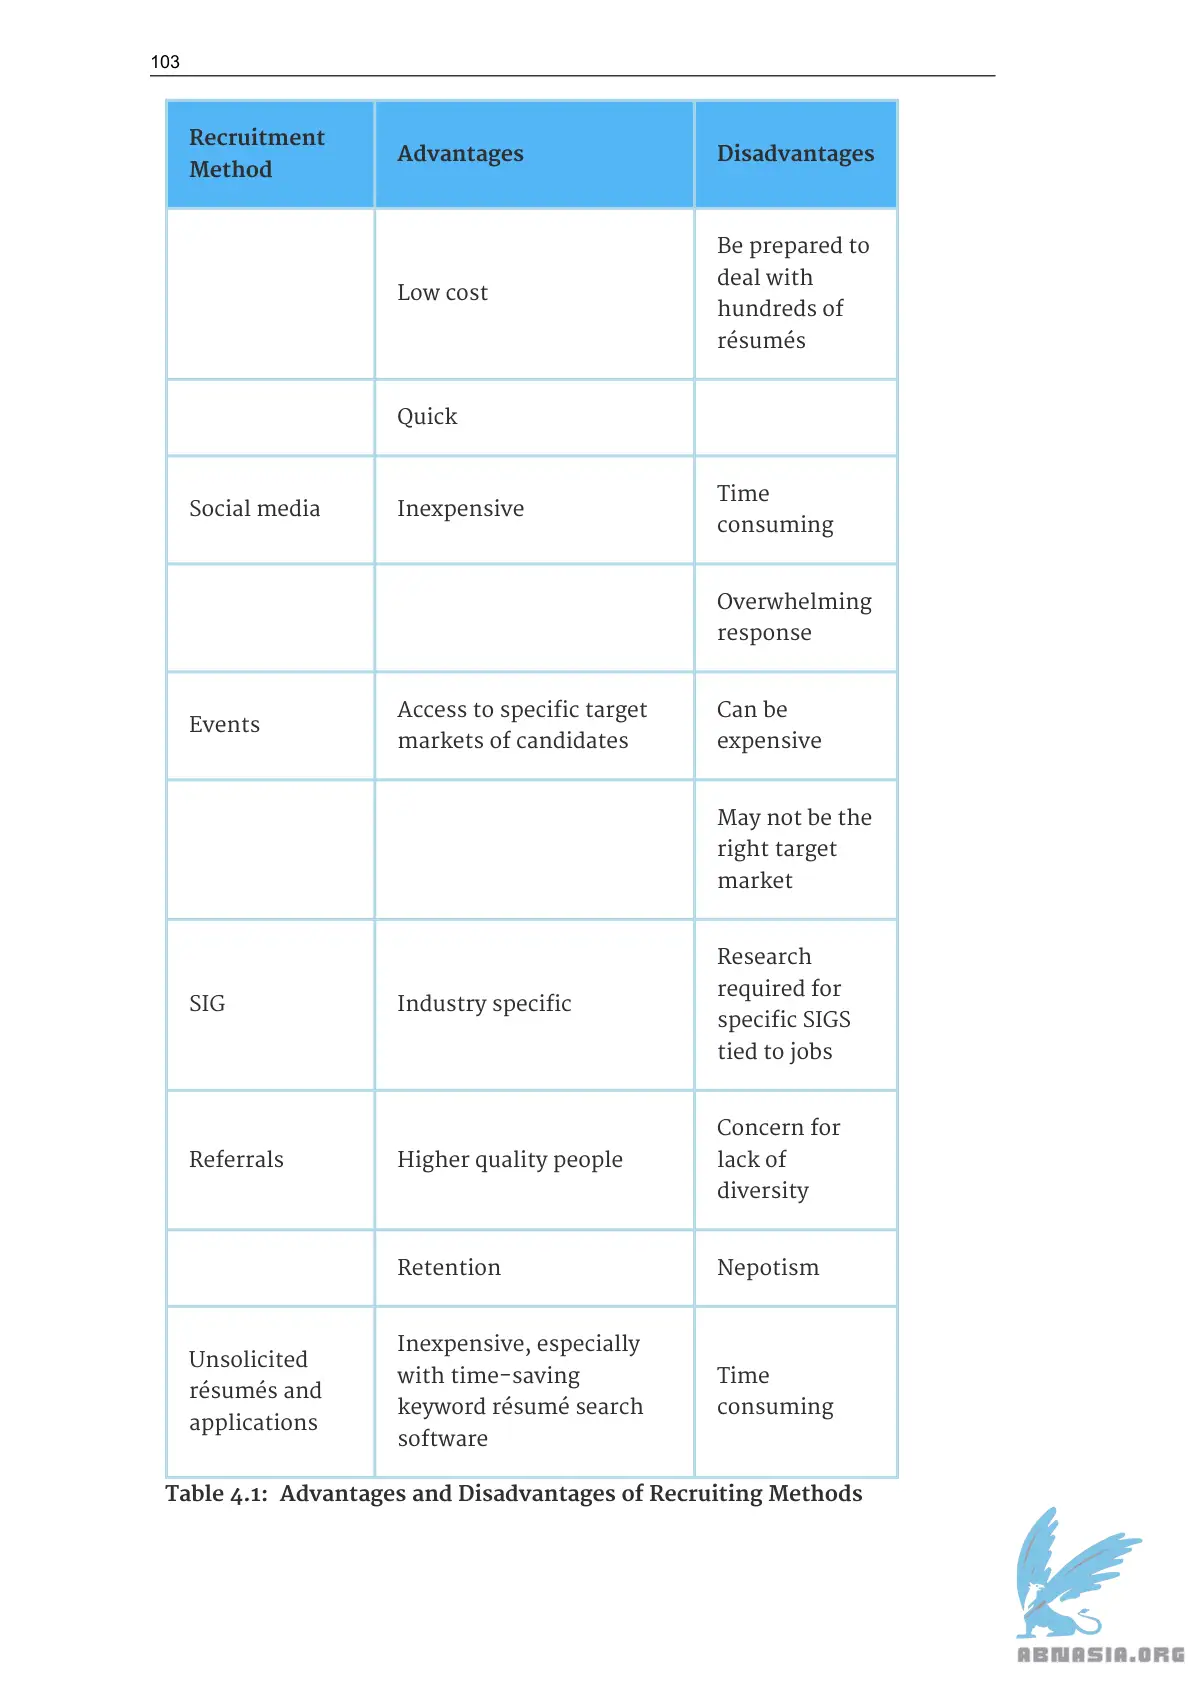 103
Recruitment
Method
Advantages
Disadvantages
Low cost
Be prepared to
deal with
hundreds of
résumés
Quick
Social media
Inexpensive
Time
consuming
Overwhelming
response
Events
Access to specific target
markets of candidates
Can be
expensive
May not be the
right target
market
SIG
Industry specific
Research
required for
specific SIGS
tied to jobs
Referrals
Higher quality people
Concern for
lack of
diversity
Retention
Nepotism
Unsolicited
résumés and
applications
Inexpensive, especially
with time-saving
keyword résumé search
software
Time
consuming
Table 4.1:  Advantages and Disadvantages of Recruiting Methods
ABNASIA.ORG